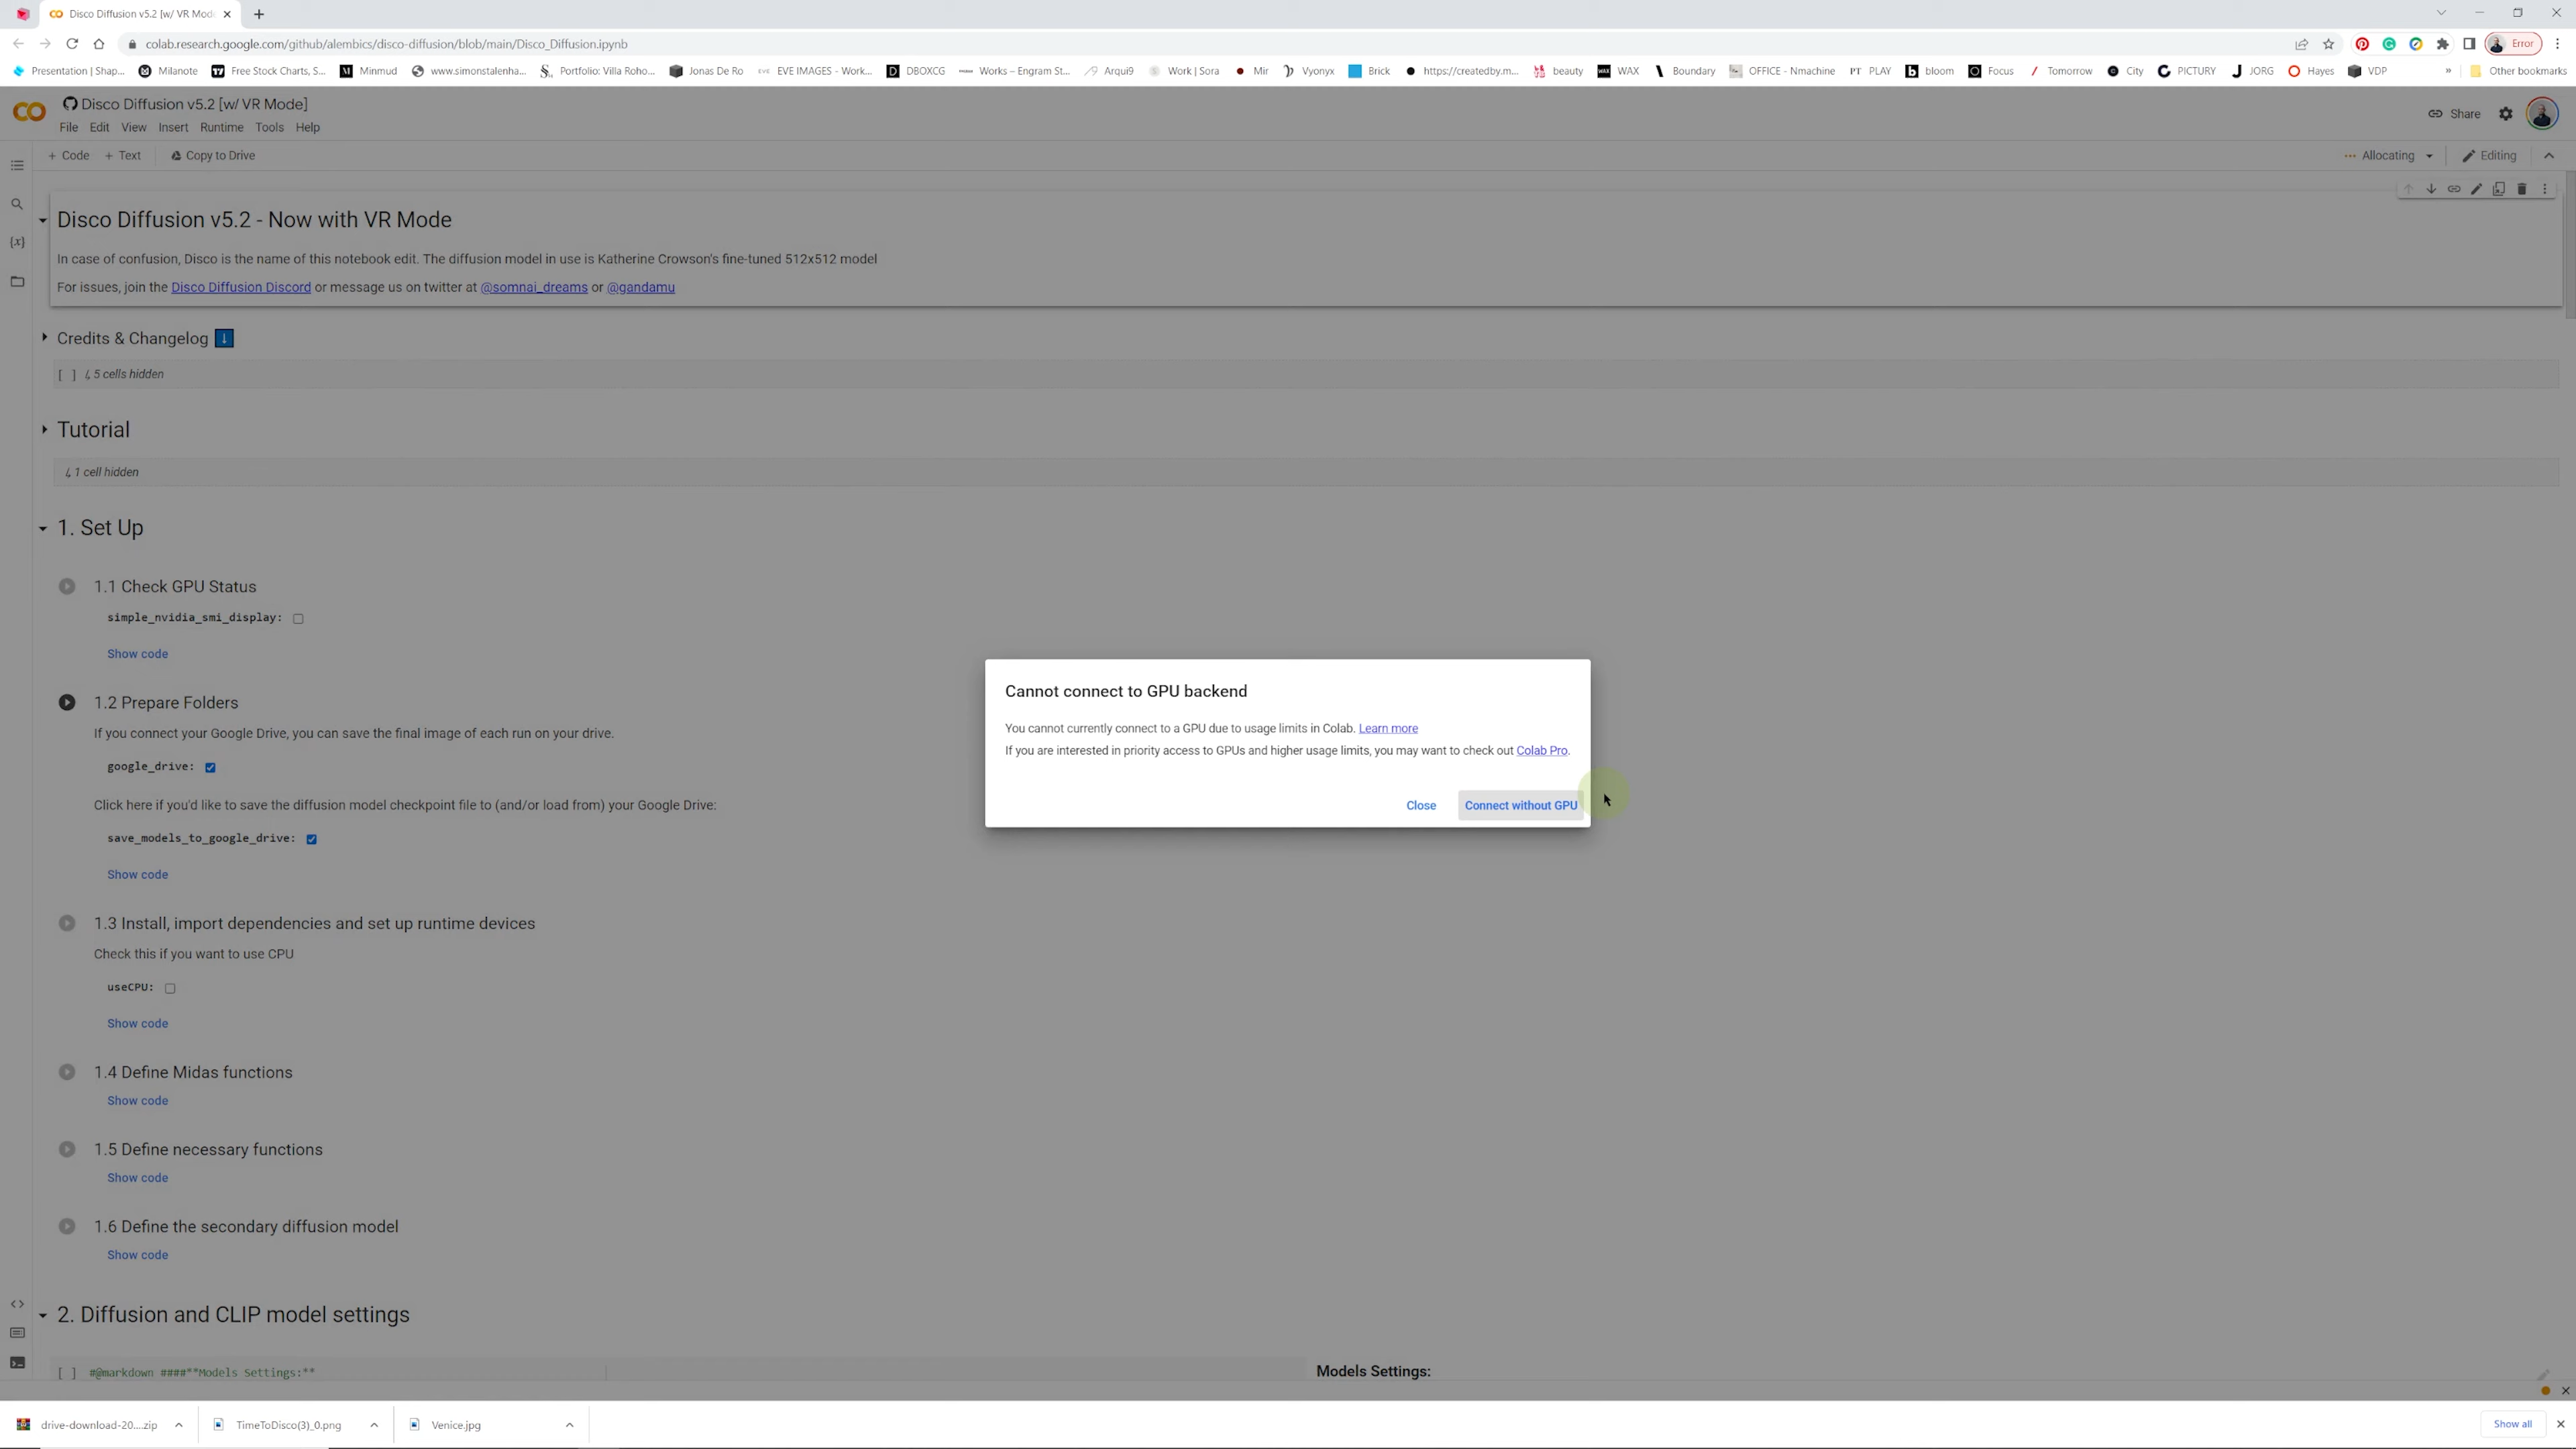 Disco Diffusion v5.2 [w/ VR Mod
colab.research.google.com/github/alembics/disco-diffusion/blob/main/Disco_Diffusion.ipynb
Error
Presentation | Shap... Milanote Free Stock Charts, S... Minmud www.simonstalenha... Portfolio: Villa Roho... Jonas De Ro EVE IMAGES - Work... DBOXCG Works – Engram St... Arqui9 Work | Sora Mir Vyonyx Brick https://createdby.m... beauty WAX Boundary OFFICE - Nmachine PT PLAY bloom Focus Tomorrow City PICTURY JORG Hayes VDP » Other bookmarks
Disco Diffusion v5.2 [w/ VR Mode]
File Edit View Insert Runtime Tools Help
Share
+ Code + Text Copy to Drive
Allocating Editing
Disco Diffusion v5.2 - Now with VR Mode
In case of confusion, Disco is the name of this notebook edit. The diffusion model in use is Katherine Crowson's fine-tuned 512x512 model
For issues, join the Disco Diffusion Discord or message us on twitter at @somnai_dreams or @gandamu
Credits & Changelog
[ ] ↳ 5 cells hidden
Tutorial
↳ 1 cell hidden
1. Set Up
1.1 Check GPU Status
simple_nvidia_smi_display:
Show code
Cannot connect to GPU backend
You cannot currently connect to a GPU due to usage limits in Colab. Learn more
If you are interested in priority access to GPUs and higher usage limits, you may want to check out Colab Pro.
Close Connect without GPU
1.2 Prepare Folders
If you connect your Google Drive, you can save the final image of each run on your drive.
google_drive:
Click here if you'd like to save the diffusion model checkpoint file to (and/or load from) your Google Drive:
save_models_to_google_drive:
Show code
1.3 Install, import dependencies and set up runtime devices
Check this if you want to use CPU
useCPU:
Show code
1.4 Define Midas functions
Show code
1.5 Define necessary functions
Show code
1.6 Define the secondary diffusion model
Show code
2. Diffusion and CLIP model settings
[ ] #@markdown ####**Models Settings:**
Models Settings:
drive-download-20....zip TimeToDisco(3)_0.png Venice.jpg Show all